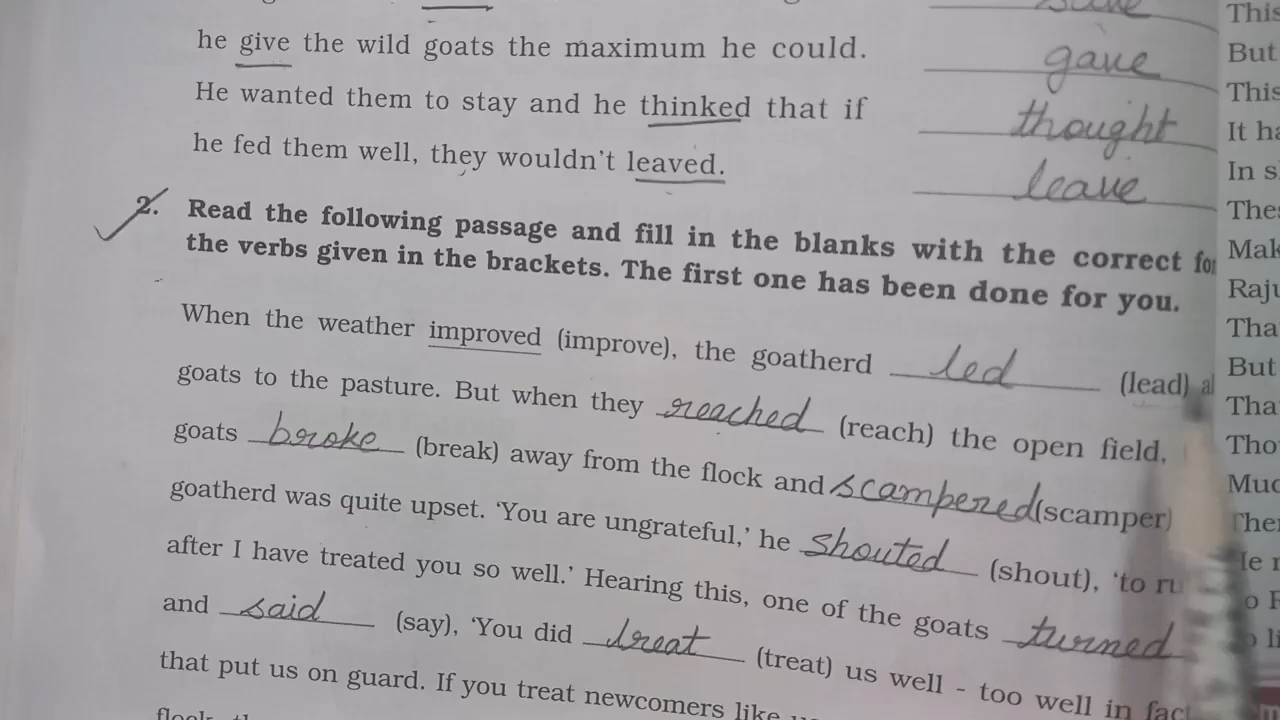 he give the wild goats the maximum he could. gave
He wanted them to stay and he thinked that if thought
he fed them well, they wouldn't leaved. leave
2. Read the following passage and fill in the blanks with the correct
the verbs given in the brackets. The first one has been done for you.
When the weather improved (improve), the goatherd led (lead)
goats to the pasture. But when they reached (reach) the open field,
goats broke (break) away from the flock and scampered (scamper)
goatherd was quite upset. 'You are ungrateful,' he shouted (shout), 'to
after I have treated you so well.' Hearing this, one of the goats turned
and said (say), 'You did treat (treat) us well - too well in fact
that put us on guard. If you treat newcomers like
This
But
This
It
In
Raju
But